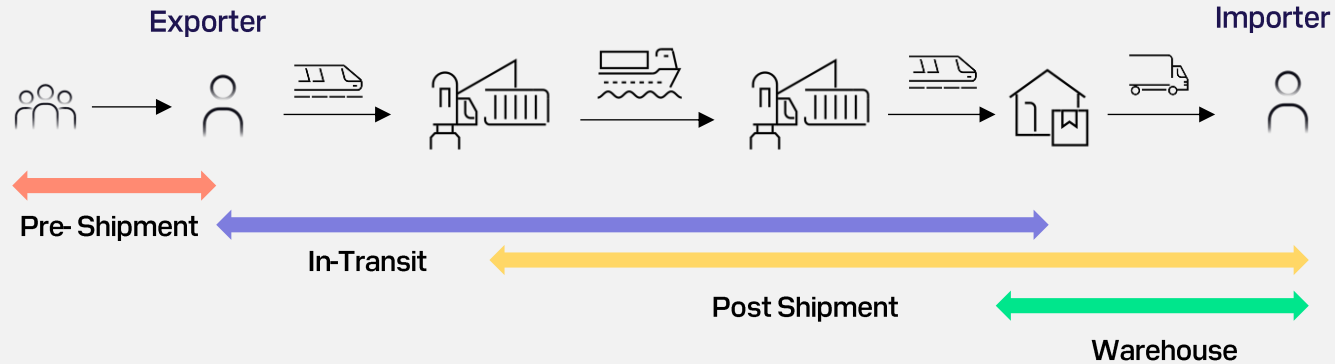 Exporter
Importer
Pre- Shipment
In-Transit
Post Shipment
Warehouse